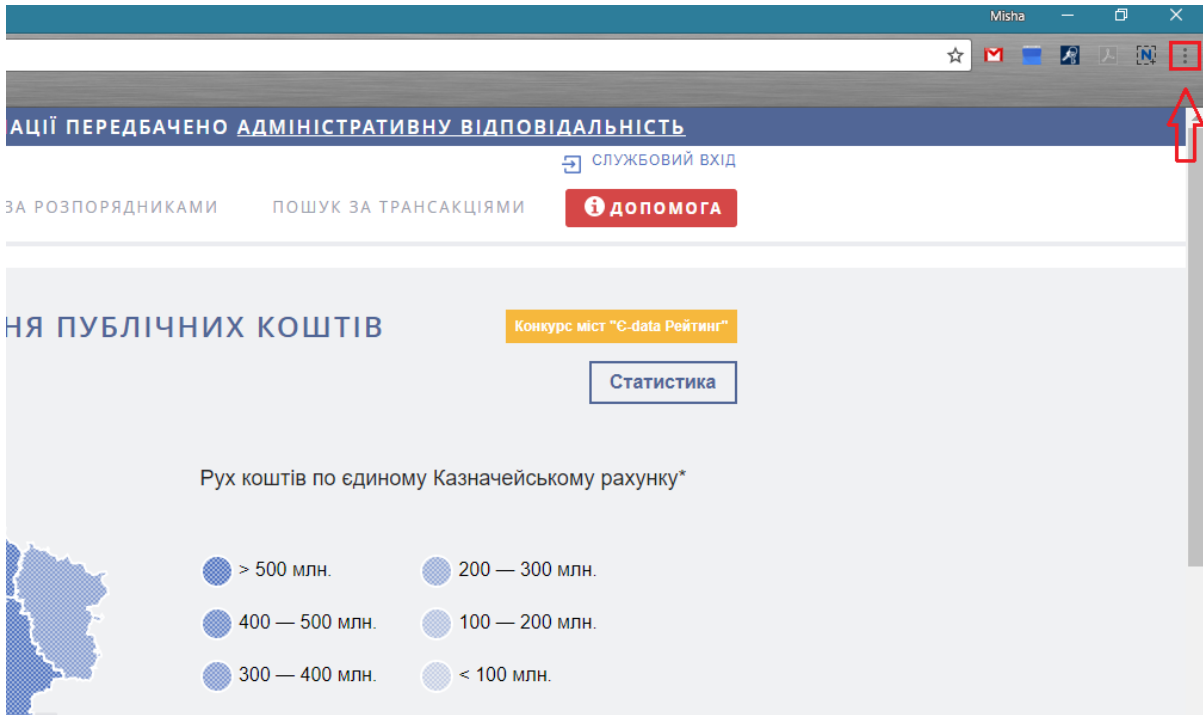 Misha
АЦІЇ ПЕРЕДБАЧЕНО АДМІНІСТРАТИВНУ ВІДПОВІДАЛЬНІСТЬ
СЛУЖБОВИЙ ВХІД
ЗА РОЗПОРЯДНИКАМИ ПОШУК ЗА ТРАНСАКЦІЯМИ ДОПОМОГА
НЯ ПУБЛІЧНИХ КОШТІВ
Конкурс міст "Є-data Рейтинг"
Статистика
Рух коштів по єдиному Казначейському рахунку*
> 500 млн. 200 — 300 млн.
400 — 500 млн. 100 — 200 млн.
300 — 400 млн. < 100 млн.